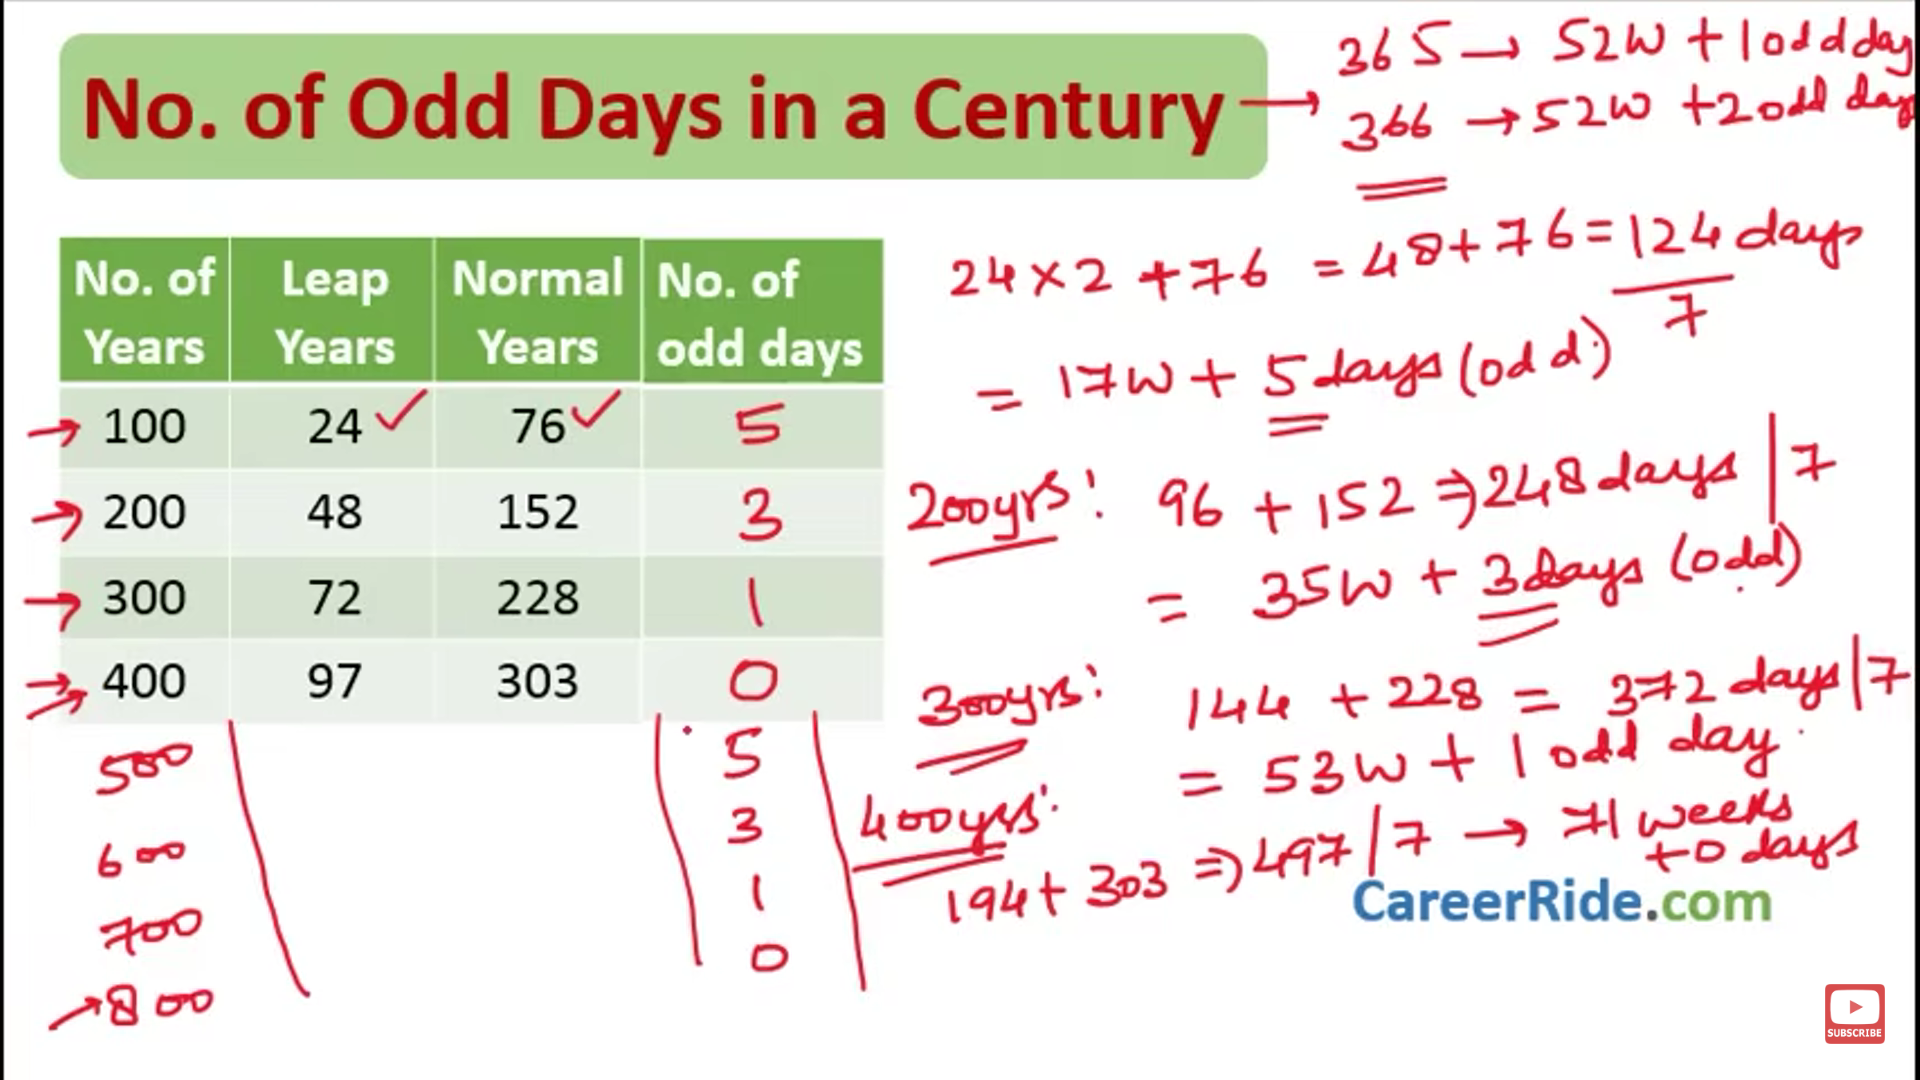 No. of Odd Days in a Century
→ 365 → 52W + 1 odd day
366 → 52W + 2 odd day
No. of Years Leap Years Normal Years No. of odd days
→ 100 24 ✓ 76 ✓ 5
→ 200 48 152 3
→ 300 72 228 1
→ 400 97 303 0
500 5
600 3
700 1
→ 800 0
24 × 2 + 76 = 48 + 76 = 124 days
7
= 17W + 5 days (odd)
200yrs: 96 + 152 ⇒ 248 days | 7
= 35W + 3 days (odd)
300yrs: 144 + 228 = 372 days | 7
= 53W + 1 odd day
400yrs:
194 + 303 ⇒ 497 | 7 → 71 weeks
+0 days
CareerRide.com
SUBSCRIBE